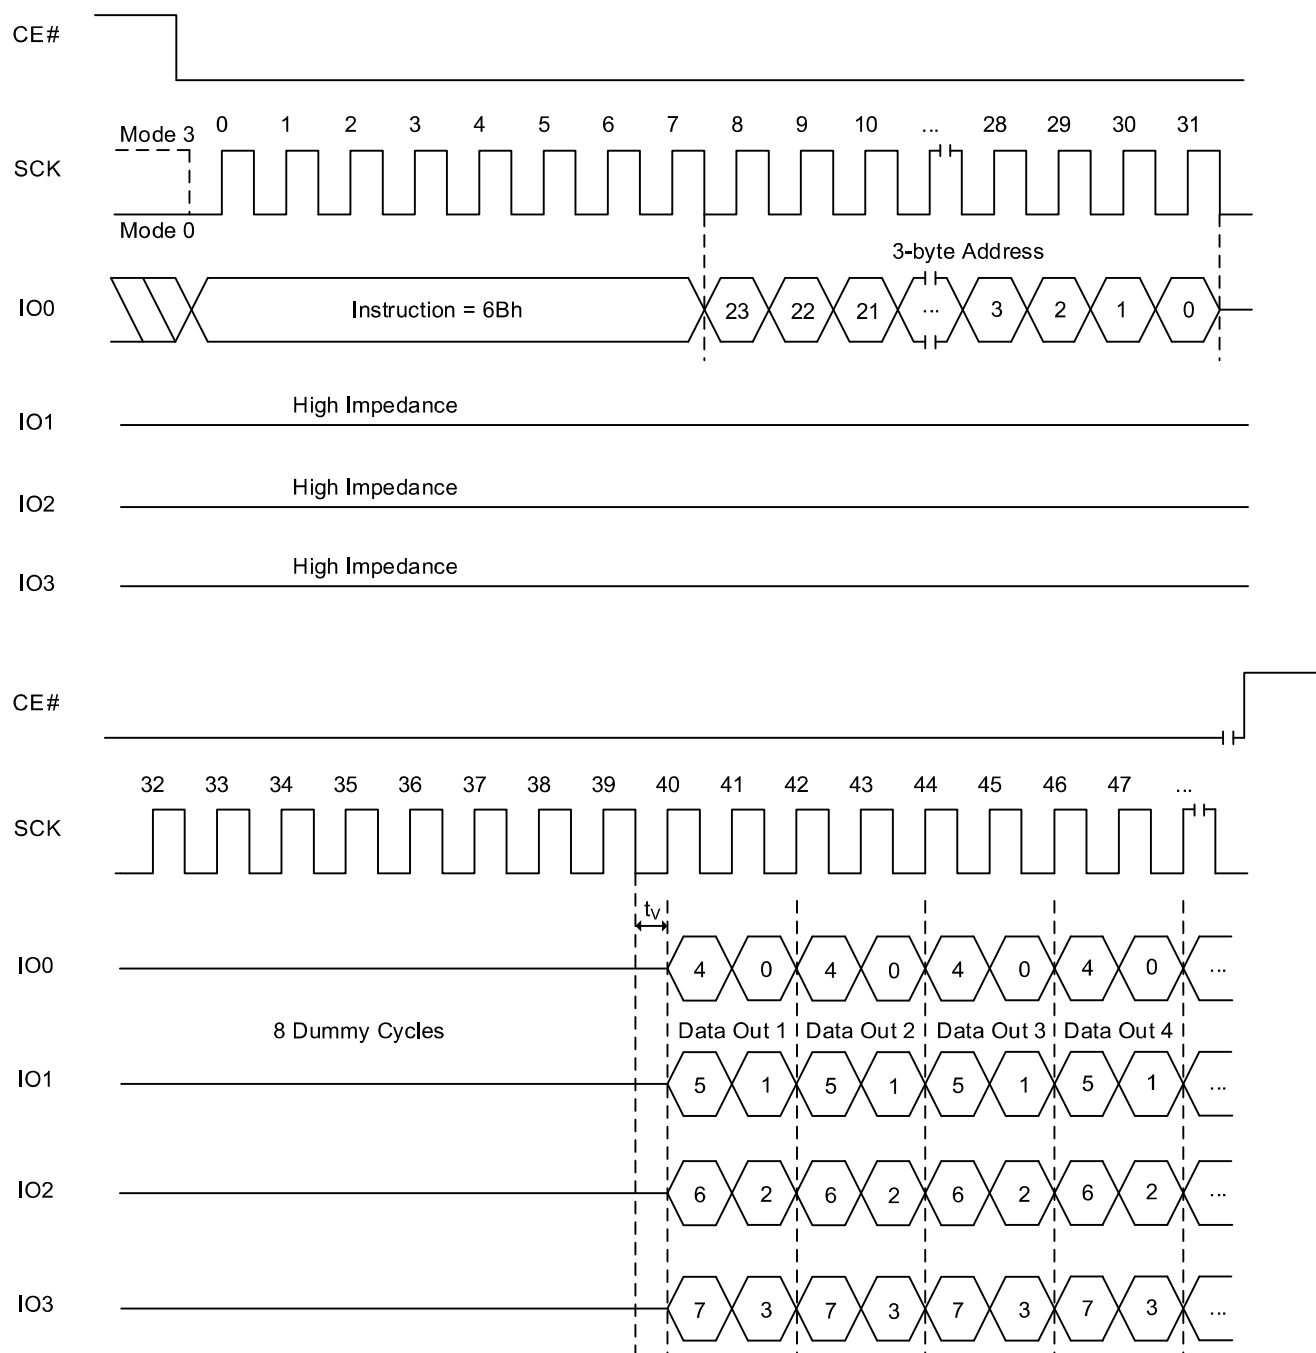 CE#
Mode 3
0 1 2 3 4 5 6 7 8 9 10 ... 28 29 30 31
SCK
Mode 0
3-byte Address
IO0
Instruction = 6Bh
23 22 21 ... 3 2 1 0
High Impedance
IO1
High Impedance
IO2
High Impedance
IO3
CE#
32 33 34 35 36 37 38 39 40 41 42 43 44 45 46 47 ...
SCK
tV
IO0
4 0 4 0 4 0 4 0 ...
8 Dummy Cycles
Data Out 1 Data Out 2 Data Out 3 Data Out 4
IO1
5 1 5 1 5 1 5 1 ...
IO2
6 2 6 2 6 2 6 2 ...
IO3
7 3 7 3 7 3 7 3 ...